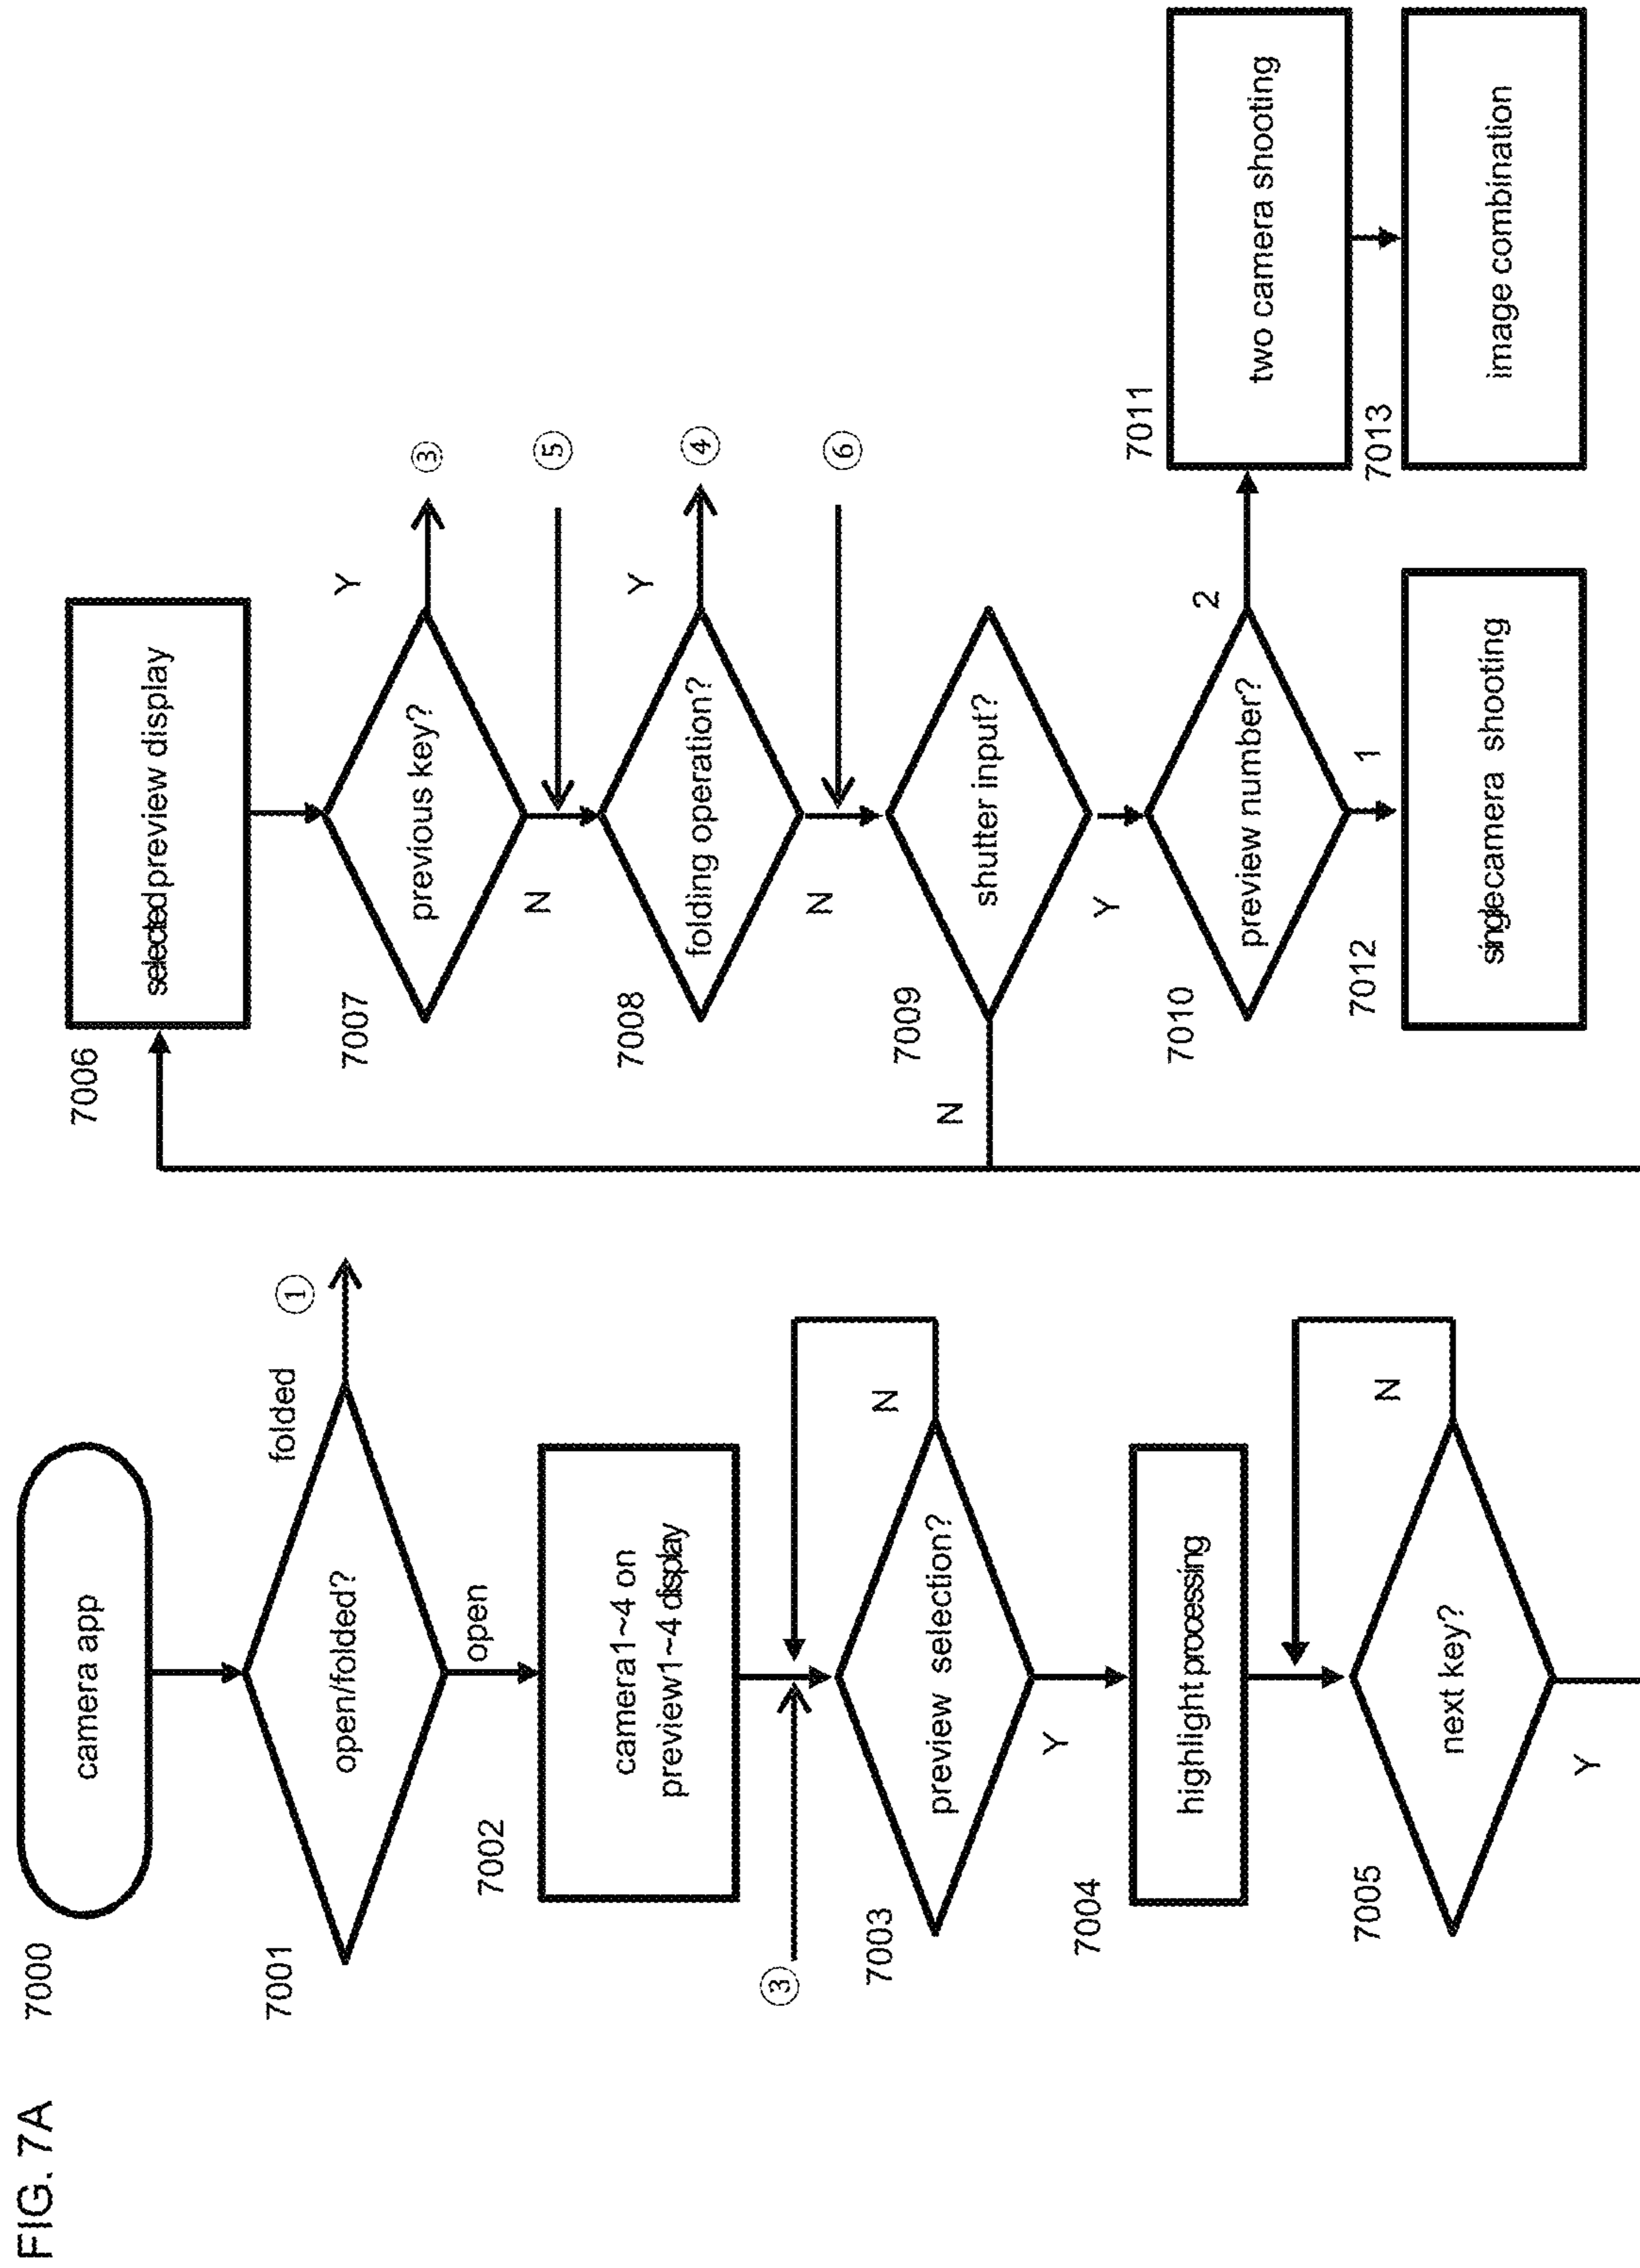 FIG. 7A
7000
camera app
7001
open/folded?
folded
①
open
7002
camera1~4 on
preview1~4 display
③
7003
preview selection?
N
Y
7004
highlight processing
7005
next key?
N
Y
7006
selected preview display
7007
previous key?
Y
③
N
⑤
7008
folding operation?
Y
④
N
⑥
7009
shutter input?
N
Y
7010
preview number?
2
1
7011
two camera shooting
7012
single camera shooting
7013
image combination